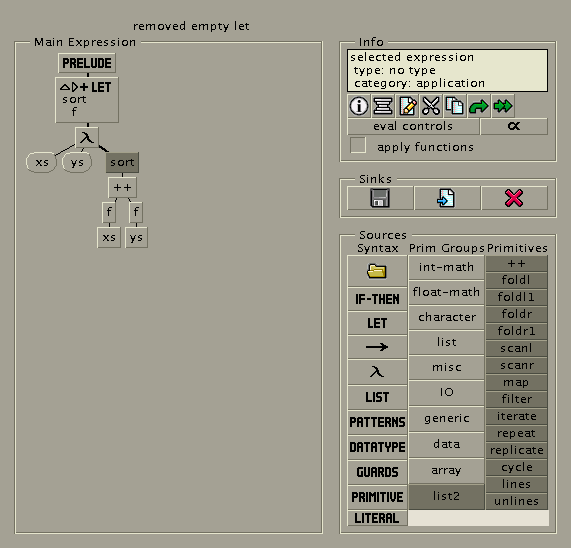 removed empty let
Main Expression
PRELUDE
+ LET
sort
f
λ
xs ys sort
++
f f
xs ys
Info
selected expression
type: no type
category: application
eval controls α
apply functions
Sinks
Sources
Syntax Prim Groups Primitives
IF-THEN
LET
→
λ
LIST
PATTERNS
DATATYPE
GUARDS
PRIMITIVE
LITERAL
int-math
float-math
character
list
misc
IO
generic
data
array
list2
++
foldl
foldl1
foldr
foldr1
scanl
scanr
map
filter
iterate
repeat
replicate
cycle
lines
unlines